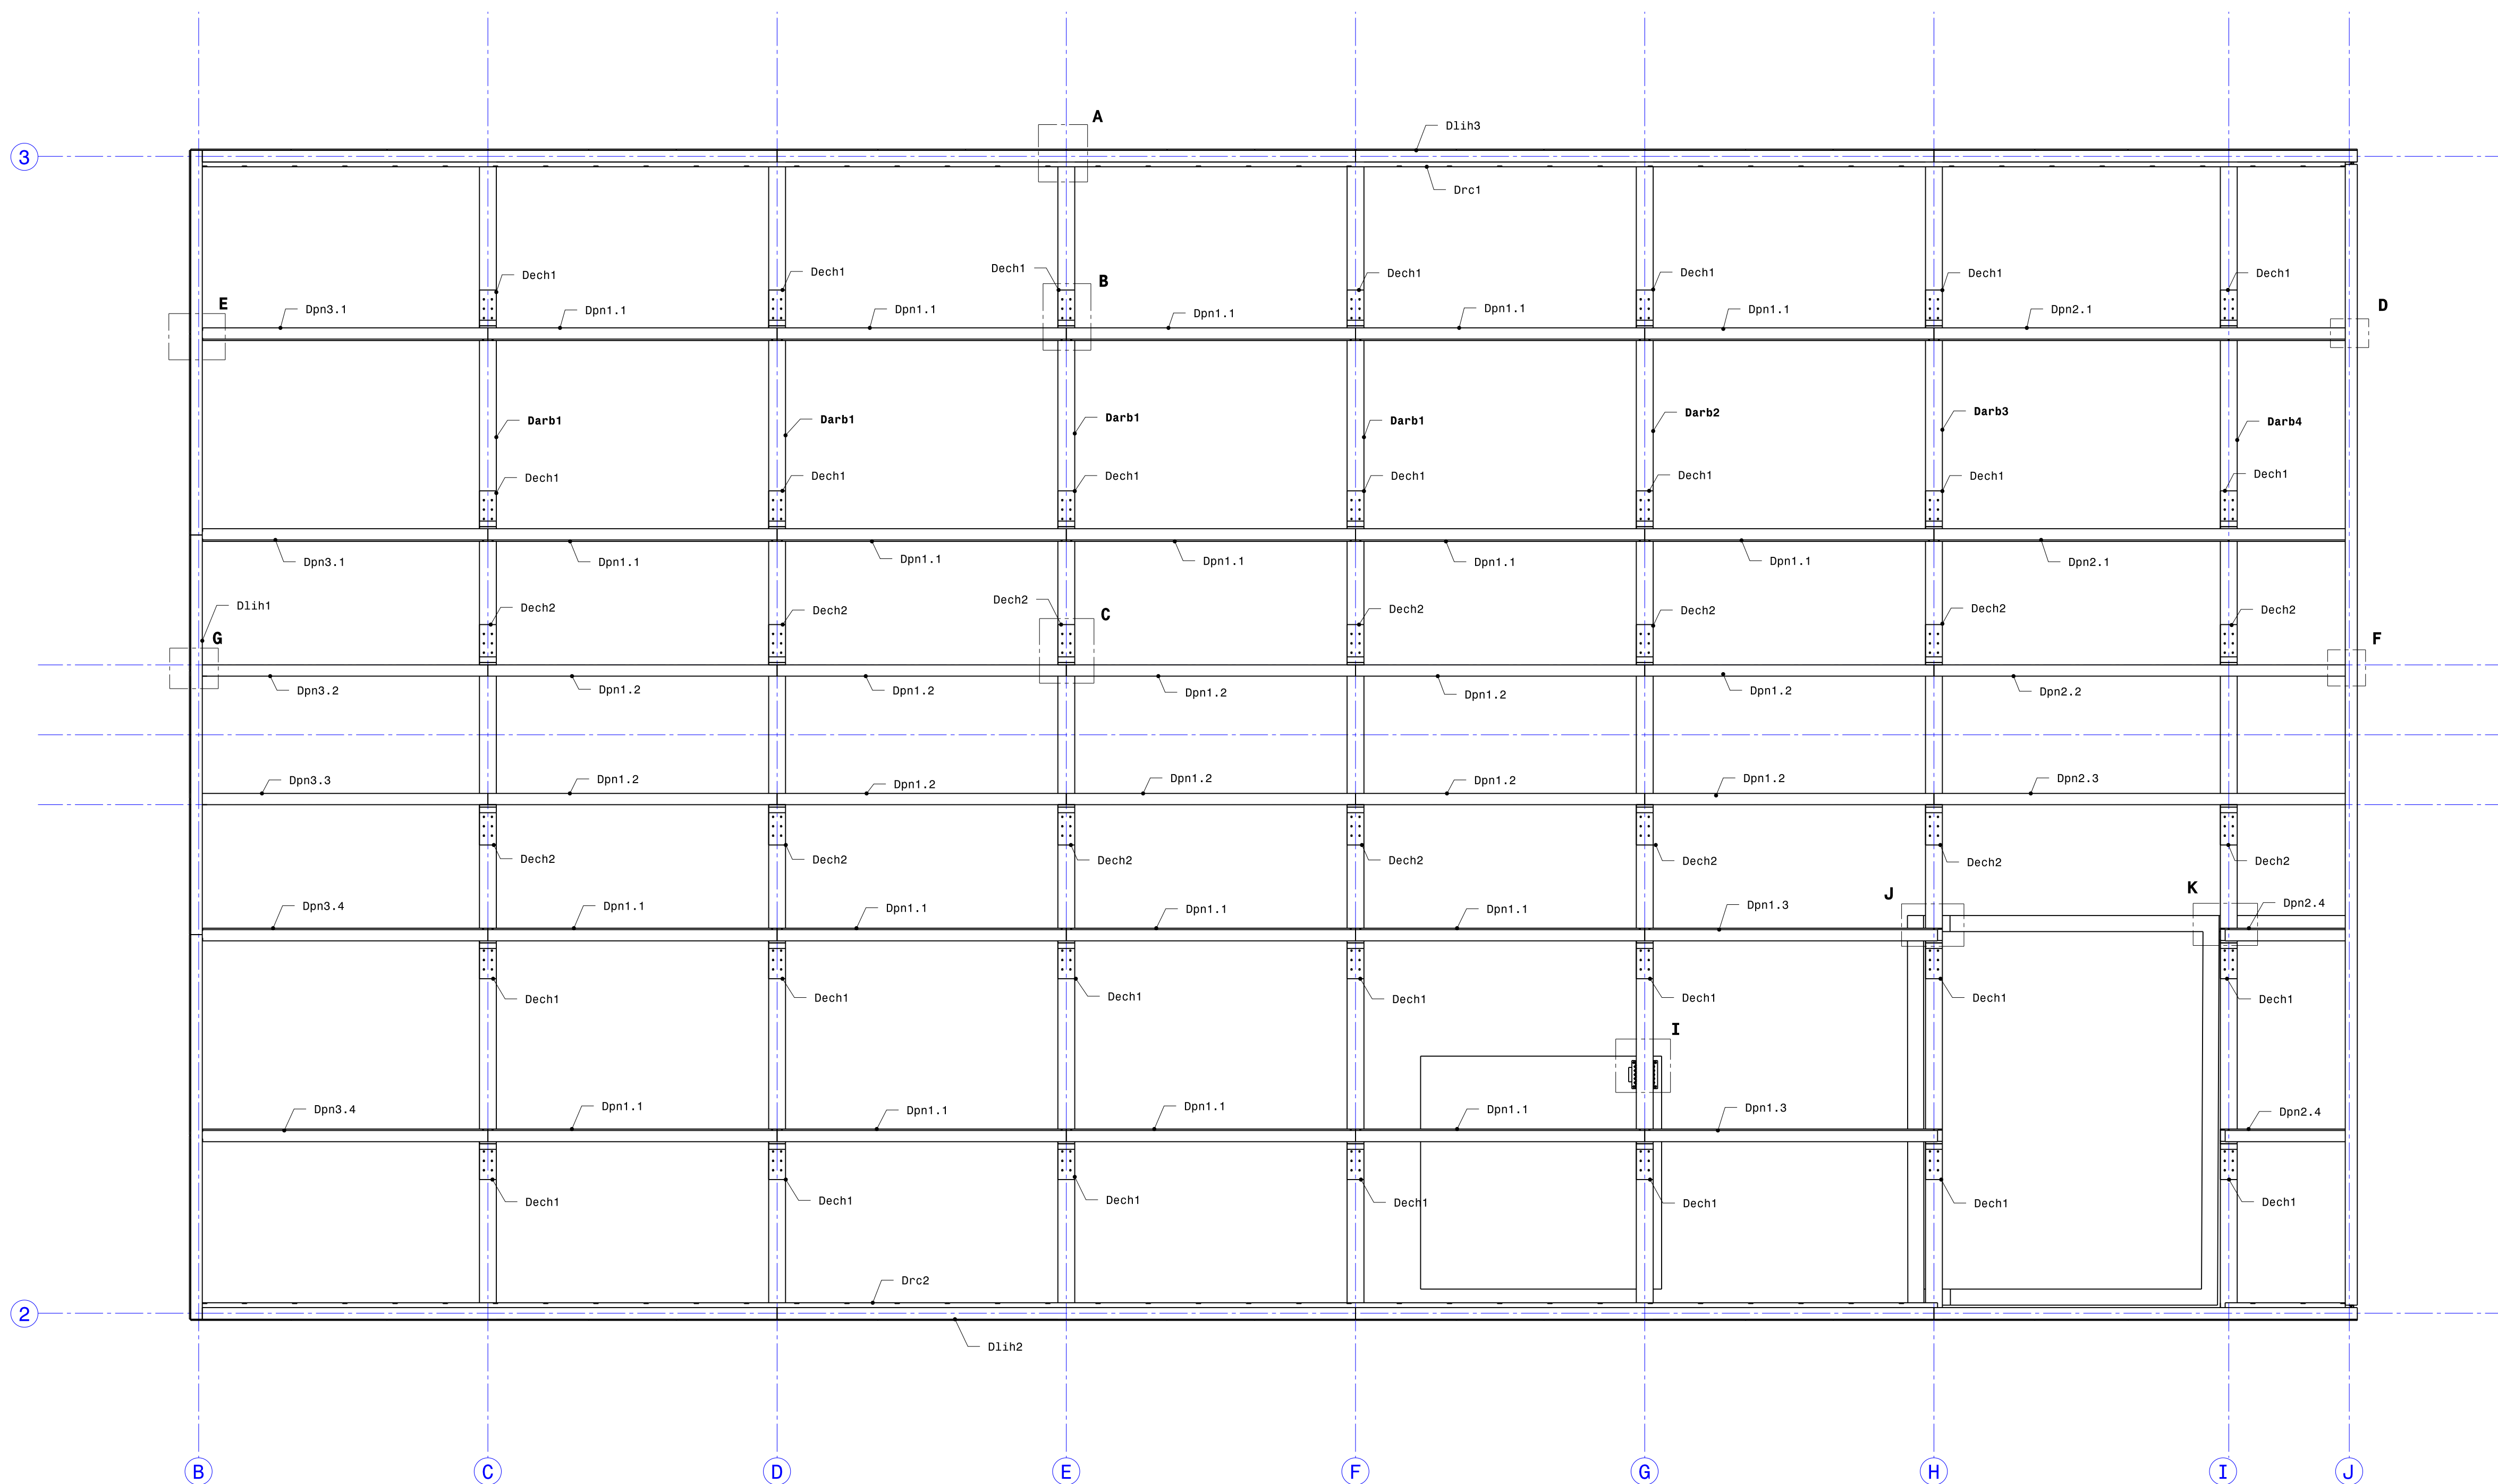 A
Dlih3
3
Drc1
Dech1 Dech1 Dech1 B Dech1 Dech1 Dech1 Dech1
E Dpn3.1 Dpn1.1 Dpn1.1 Dpn1.1 Dpn1.1 Dpn1.1 Dpn2.1 D
Darb1 Darb1 Darb1 Darb1 Darb2 Darb3 Darb4
Dech1 Dech1 Dech1 Dech1 Dech1 Dech1 Dech1
Dpn3.1 Dpn1.1 Dpn1.1 Dpn1.1 Dpn1.1 Dpn1.1 Dpn2.1
Dlih1 Dech2 Dech2 Dech2 C Dech2 Dech2 Dech2 Dech2
G F
Dpn3.2 Dpn1.2 Dpn1.2 Dpn1.2 Dpn1.2 Dpn1.2 Dpn2.2
Dpn3.3 Dpn1.2 Dpn1.2 Dpn1.2 Dpn1.2 Dpn1.2 Dpn2.3
Dech2 Dech2 Dech2 Dech2 Dech2 Dech2 Dech2
J K
Dpn3.4 Dpn1.1 Dpn1.1 Dpn1.1 Dpn1.1 Dpn1.3 Dpn2.4
Dech1 Dech1 Dech1 Dech1 Dech1 Dech1 Dech1
I
Dpn3.4 Dpn1.1 Dpn1.1 Dpn1.1 Dpn1.1 Dpn1.3 Dpn2.4
Dech1 Dech1 Dech1 Dech1 Dech1 Dech1 Dech1
Drc2
2
Dlih2
B C D E F G H I J